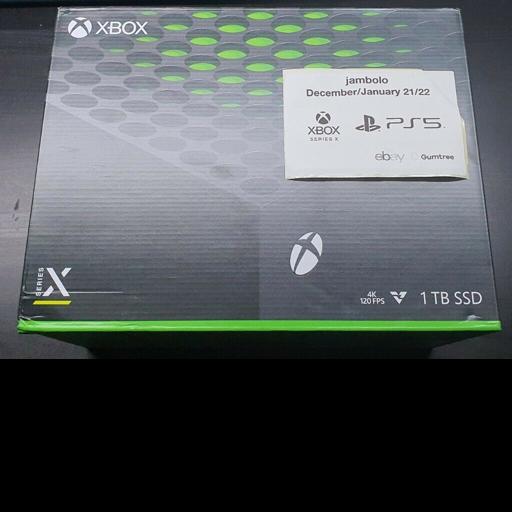 XBOX
jambolo
December/January 21/22
XBOX
SERIES X
PS5
ebay
Gumtree
SERIES X
4K
120 FPS
1 TB SSD